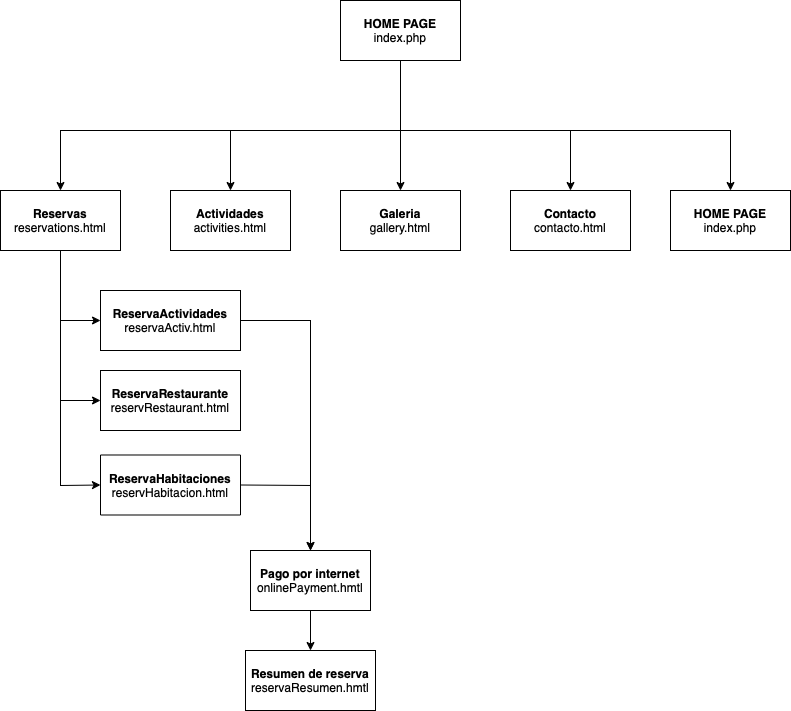 HOME PAGE
index.php
Reservas
reservations.html
Actividades
activities.html
Galeria
gallery.html
Contacto
contacto.html
HOME PAGE
index.php
ReservaActividades
reservaActiv.html
ReservaRestaurante
reservRestaurant.html
ReservaHabitaciones
reservHabitacion.html
Pago por internet
onlinePayment.hmtl
Resumen de reserva
reservaResumen.hmtl